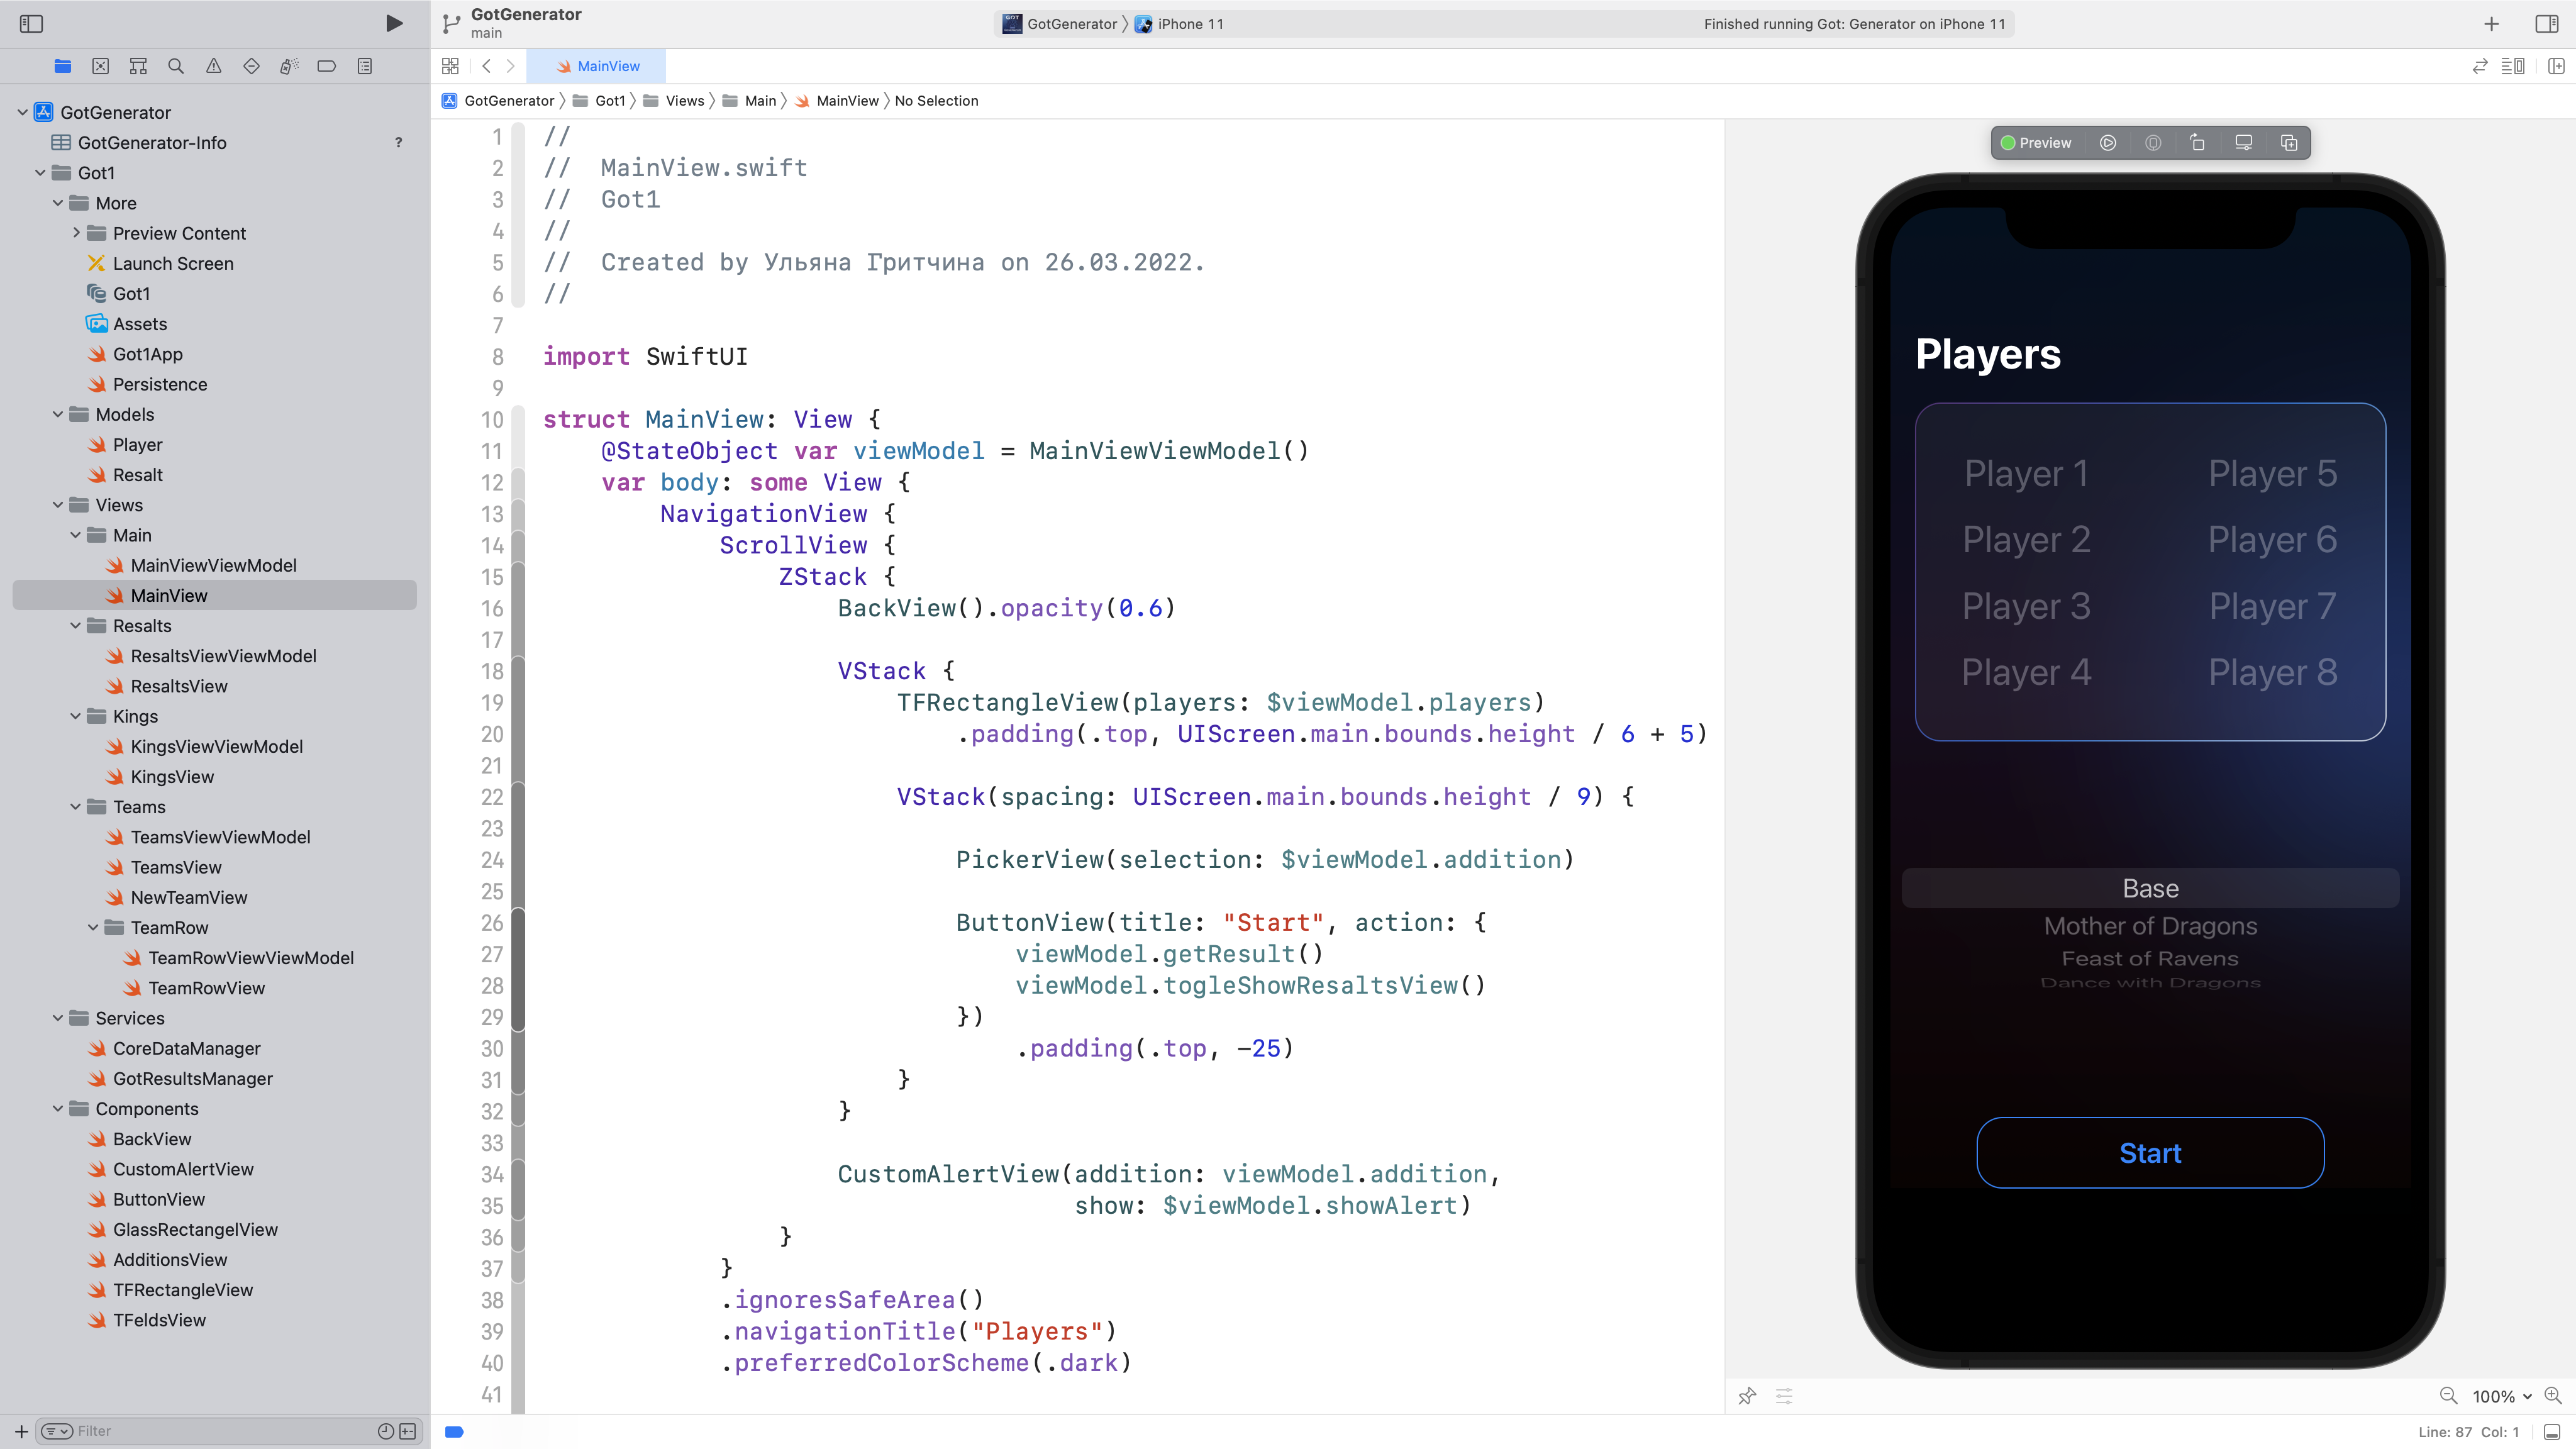 GotGenerator
main
GotGenerator
iPhone 11
Finished running Got: Generator on iPhone 11
MainView
GotGenerator
Got1
Views
Main
MainView
No Selection
GotGenerator
GotGenerator-Info
?
Got1
More
Preview Content
Launch Screen
Got1
Assets
Got1App
Persistence
Models
Player
Resalt
Views
Main
MainViewViewModel
MainView
Resalts
ResaltsViewViewModel
ResaltsView
Kings
KingsViewViewModel
KingsView
Teams
TeamsViewViewModel
TeamsView
NewTeamView
TeamRow
TeamRowViewViewModel
TeamRowView
Services
CoreDataManager
GotResultsManager
Components
BackView
CustomAlertView
ButtonView
GlassRectangelView
AdditionsView
TFRectangleView
TFeldsView
Filter
1 //
2 //  MainView.swift
3 //  Got1
4 //
5 //  Created by Ульяна Гритчина on 26.03.2022.
6 //
7
8 import SwiftUI
9
10 struct MainView: View {
11     @StateObject var viewModel = MainViewViewModel()
12     var body: some View {
13         NavigationView {
14             ScrollView {
15                 ZStack {
16                     BackView().opacity(0.6)
17
18                     VStack {
19                         TFRectangleView(players: $viewModel.players)
20                             .padding(.top, UIScreen.main.bounds.height / 6 + 5)
21
22                         VStack(spacing: UIScreen.main.bounds.height / 9) {
23
24                             PickerView(selection: $viewModel.addition)
25
26                             ButtonView(title: "Start", action: {
27                                 viewModel.getResult()
28                                 viewModel.togleShowResaltsView()
29                             })
30                                 .padding(.top, -25)
31                         }
32                     }
33
34                     CustomAlertView(addition: viewModel.addition,
35                                     show: $viewModel.showAlert)
36                 }
37             }
38             .ignoresSafeArea()
39             .navigationTitle("Players")
40             .preferredColorScheme(.dark)
41
Preview
Players
Player 1
Player 5
Player 2
Player 6
Player 3
Player 7
Player 4
Player 8
Base
Mother of Dragons
Feast of Ravens
Dance with Dragons
Start
100%
Line: 87 Col: 1